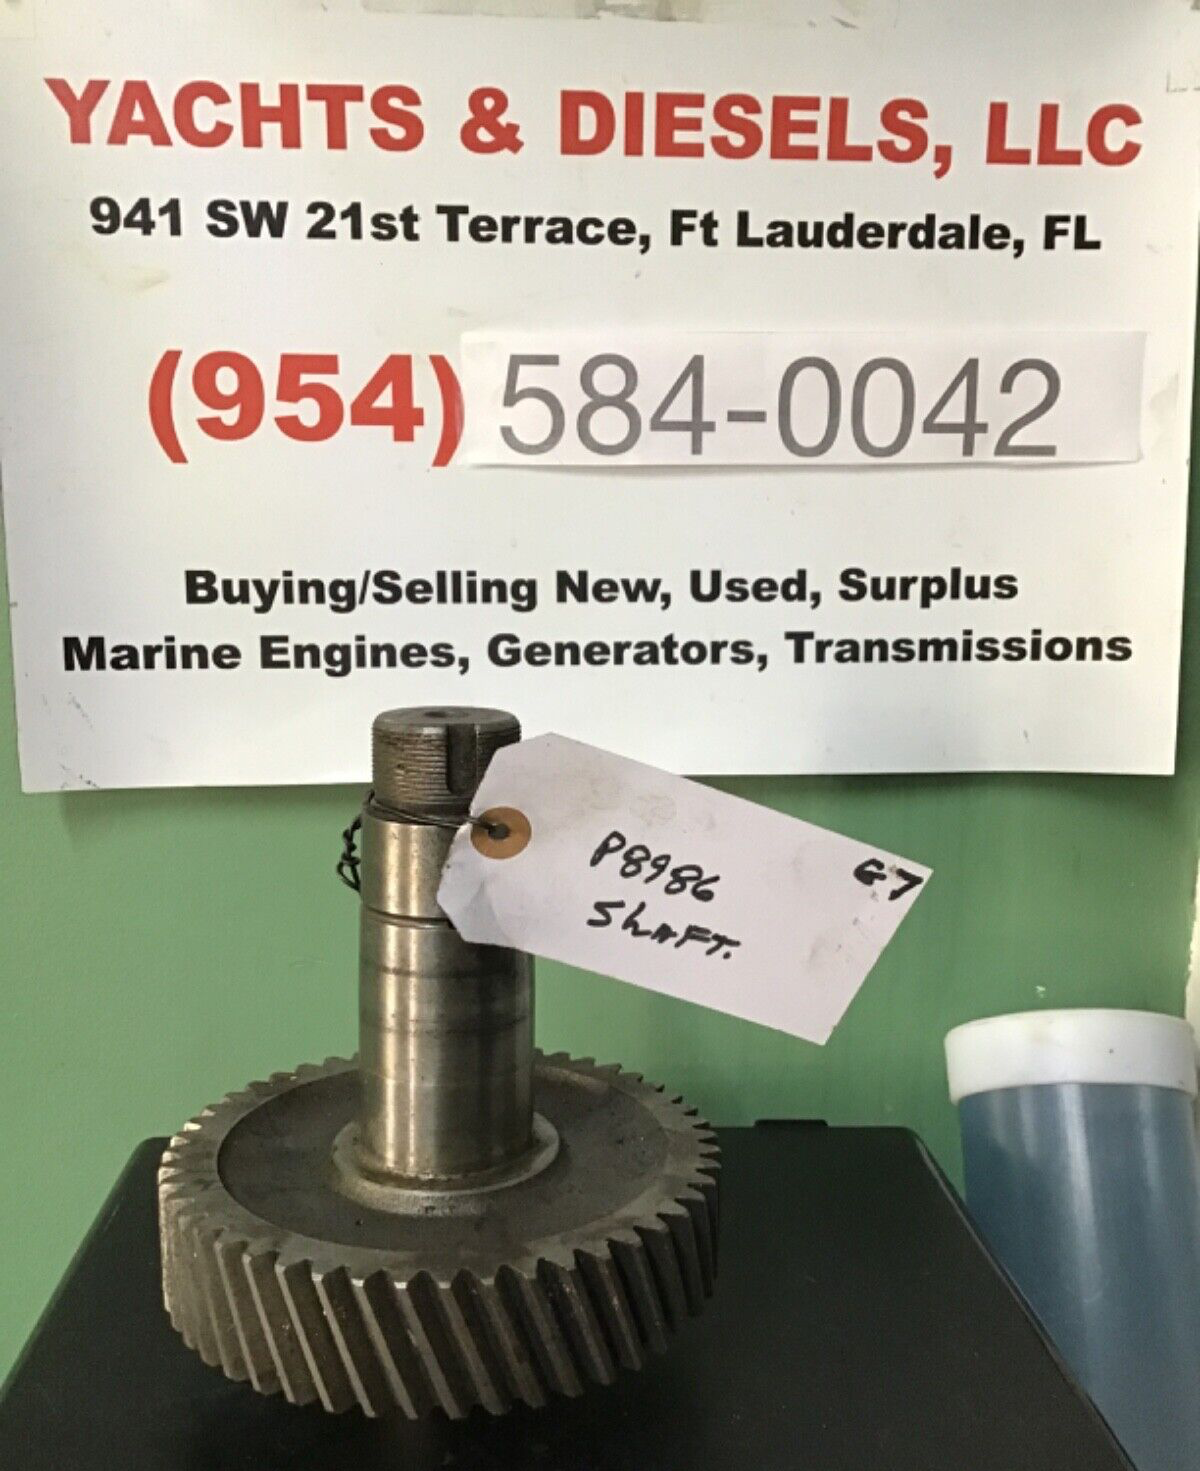 YACHTS & DIESELS, LLC
941 SW 21st Terrace, Ft Lauderdale, FL
(954) 584-0042
Buying/Selling New, Used, Surplus
Marine Engines, Generators, Transmissions
P8986 G7
ShAFT.